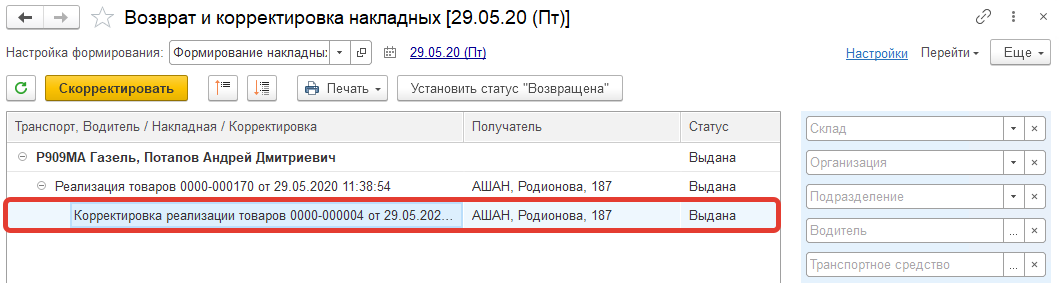 Возврат и корректировка накладных [29.05.20 (Пт)]
Настройка формирования: Формирование накладны: 29.05.20 (Пт) Настройки Перейти Еще
Скорректировать Печать Установить статус "Возвращена"
Транспорт, Водитель / Накладная / Корректировка Получатель Статус
Р909МА Газель, Потапов Андрей Дмитриевич Выдана
Реализация товаров 0000-000170 от 29.05.2020 11:38:54 АШАН, Родионова, 187 Выдана
Корректировка реализации товаров 0000-000004 от 29.05.202... АШАН, Родионова, 187 Выдана
Склад
Организация
Подразделение
Водитель ...
Транспортное средство ...